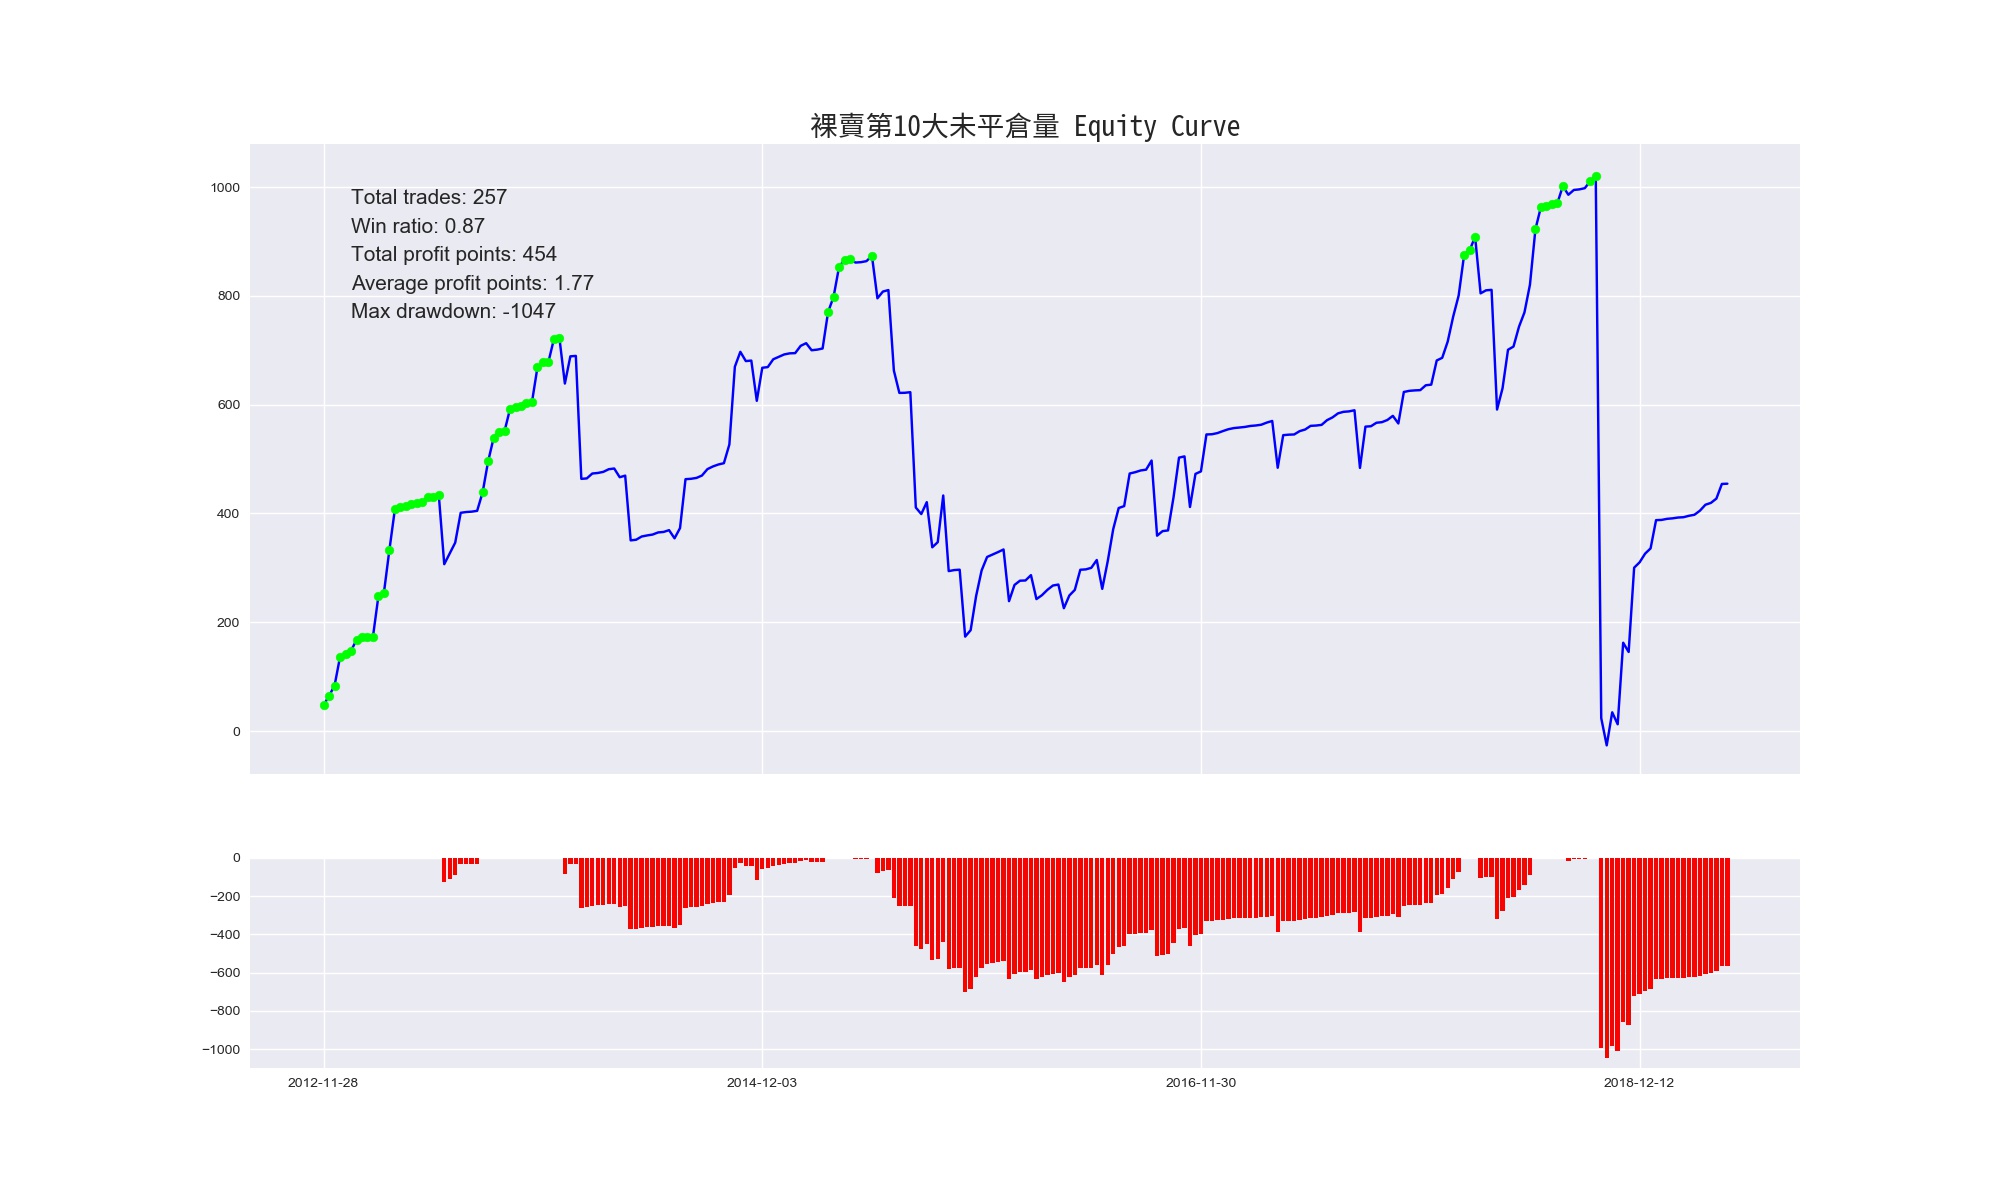 裸賣第10大未平倉量 Equity Curve
1000
800
600
400
200
0
Total trades: 257
Win ratio: 0.87
Total profit points: 454
Average profit points: 1.77
Max drawdown: -1047
0
−200
−400
−600
−800
−1000
2012-11-28
2014-12-03
2016-11-30
2018-12-12